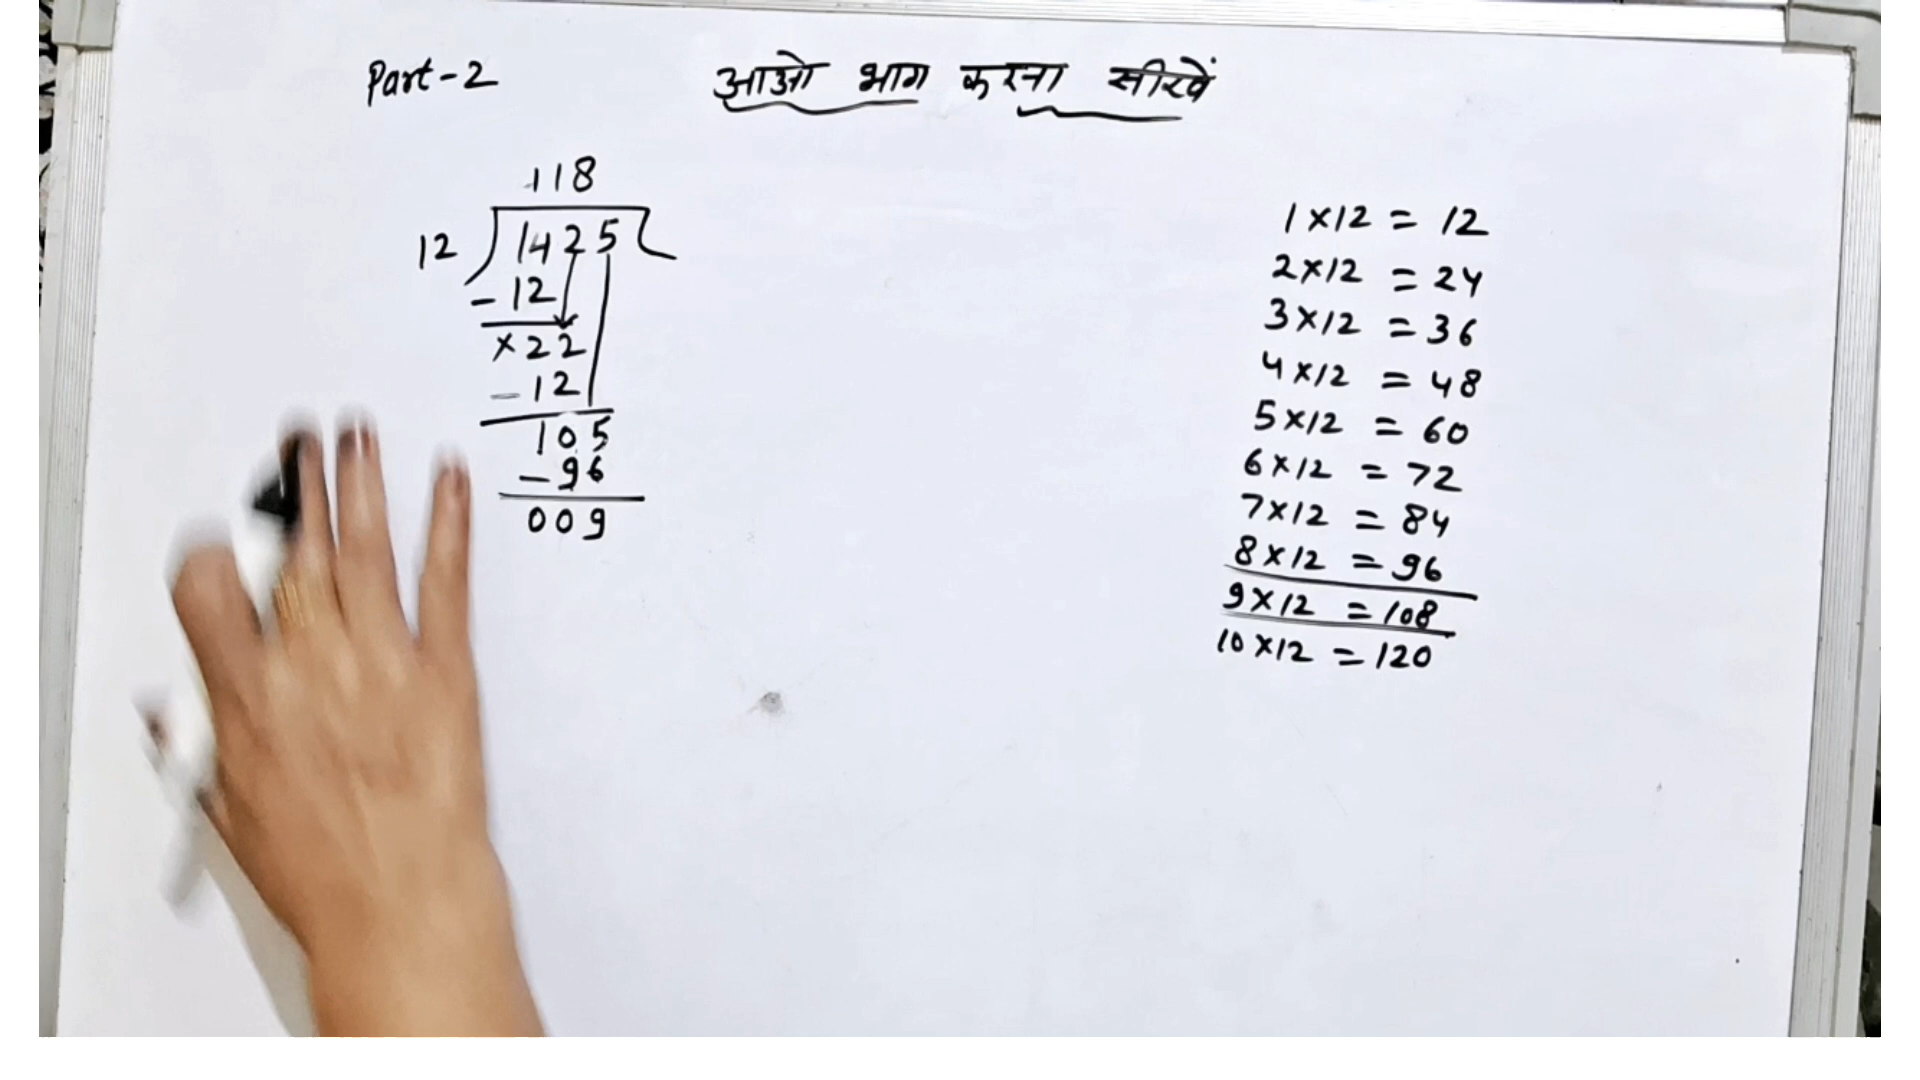 Part-2 आओ भाग करना सीखें
118
12 ) 1425 (
- 12
×22
- 12
105
- 96
009
1 × 12 = 12
2 × 12 = 24
3 × 12 = 36
4 × 12 = 48
5 × 12 = 60
6 × 12 = 72
7 × 12 = 84
8 × 12 = 96
9 × 12 = 108
10 × 12 = 120